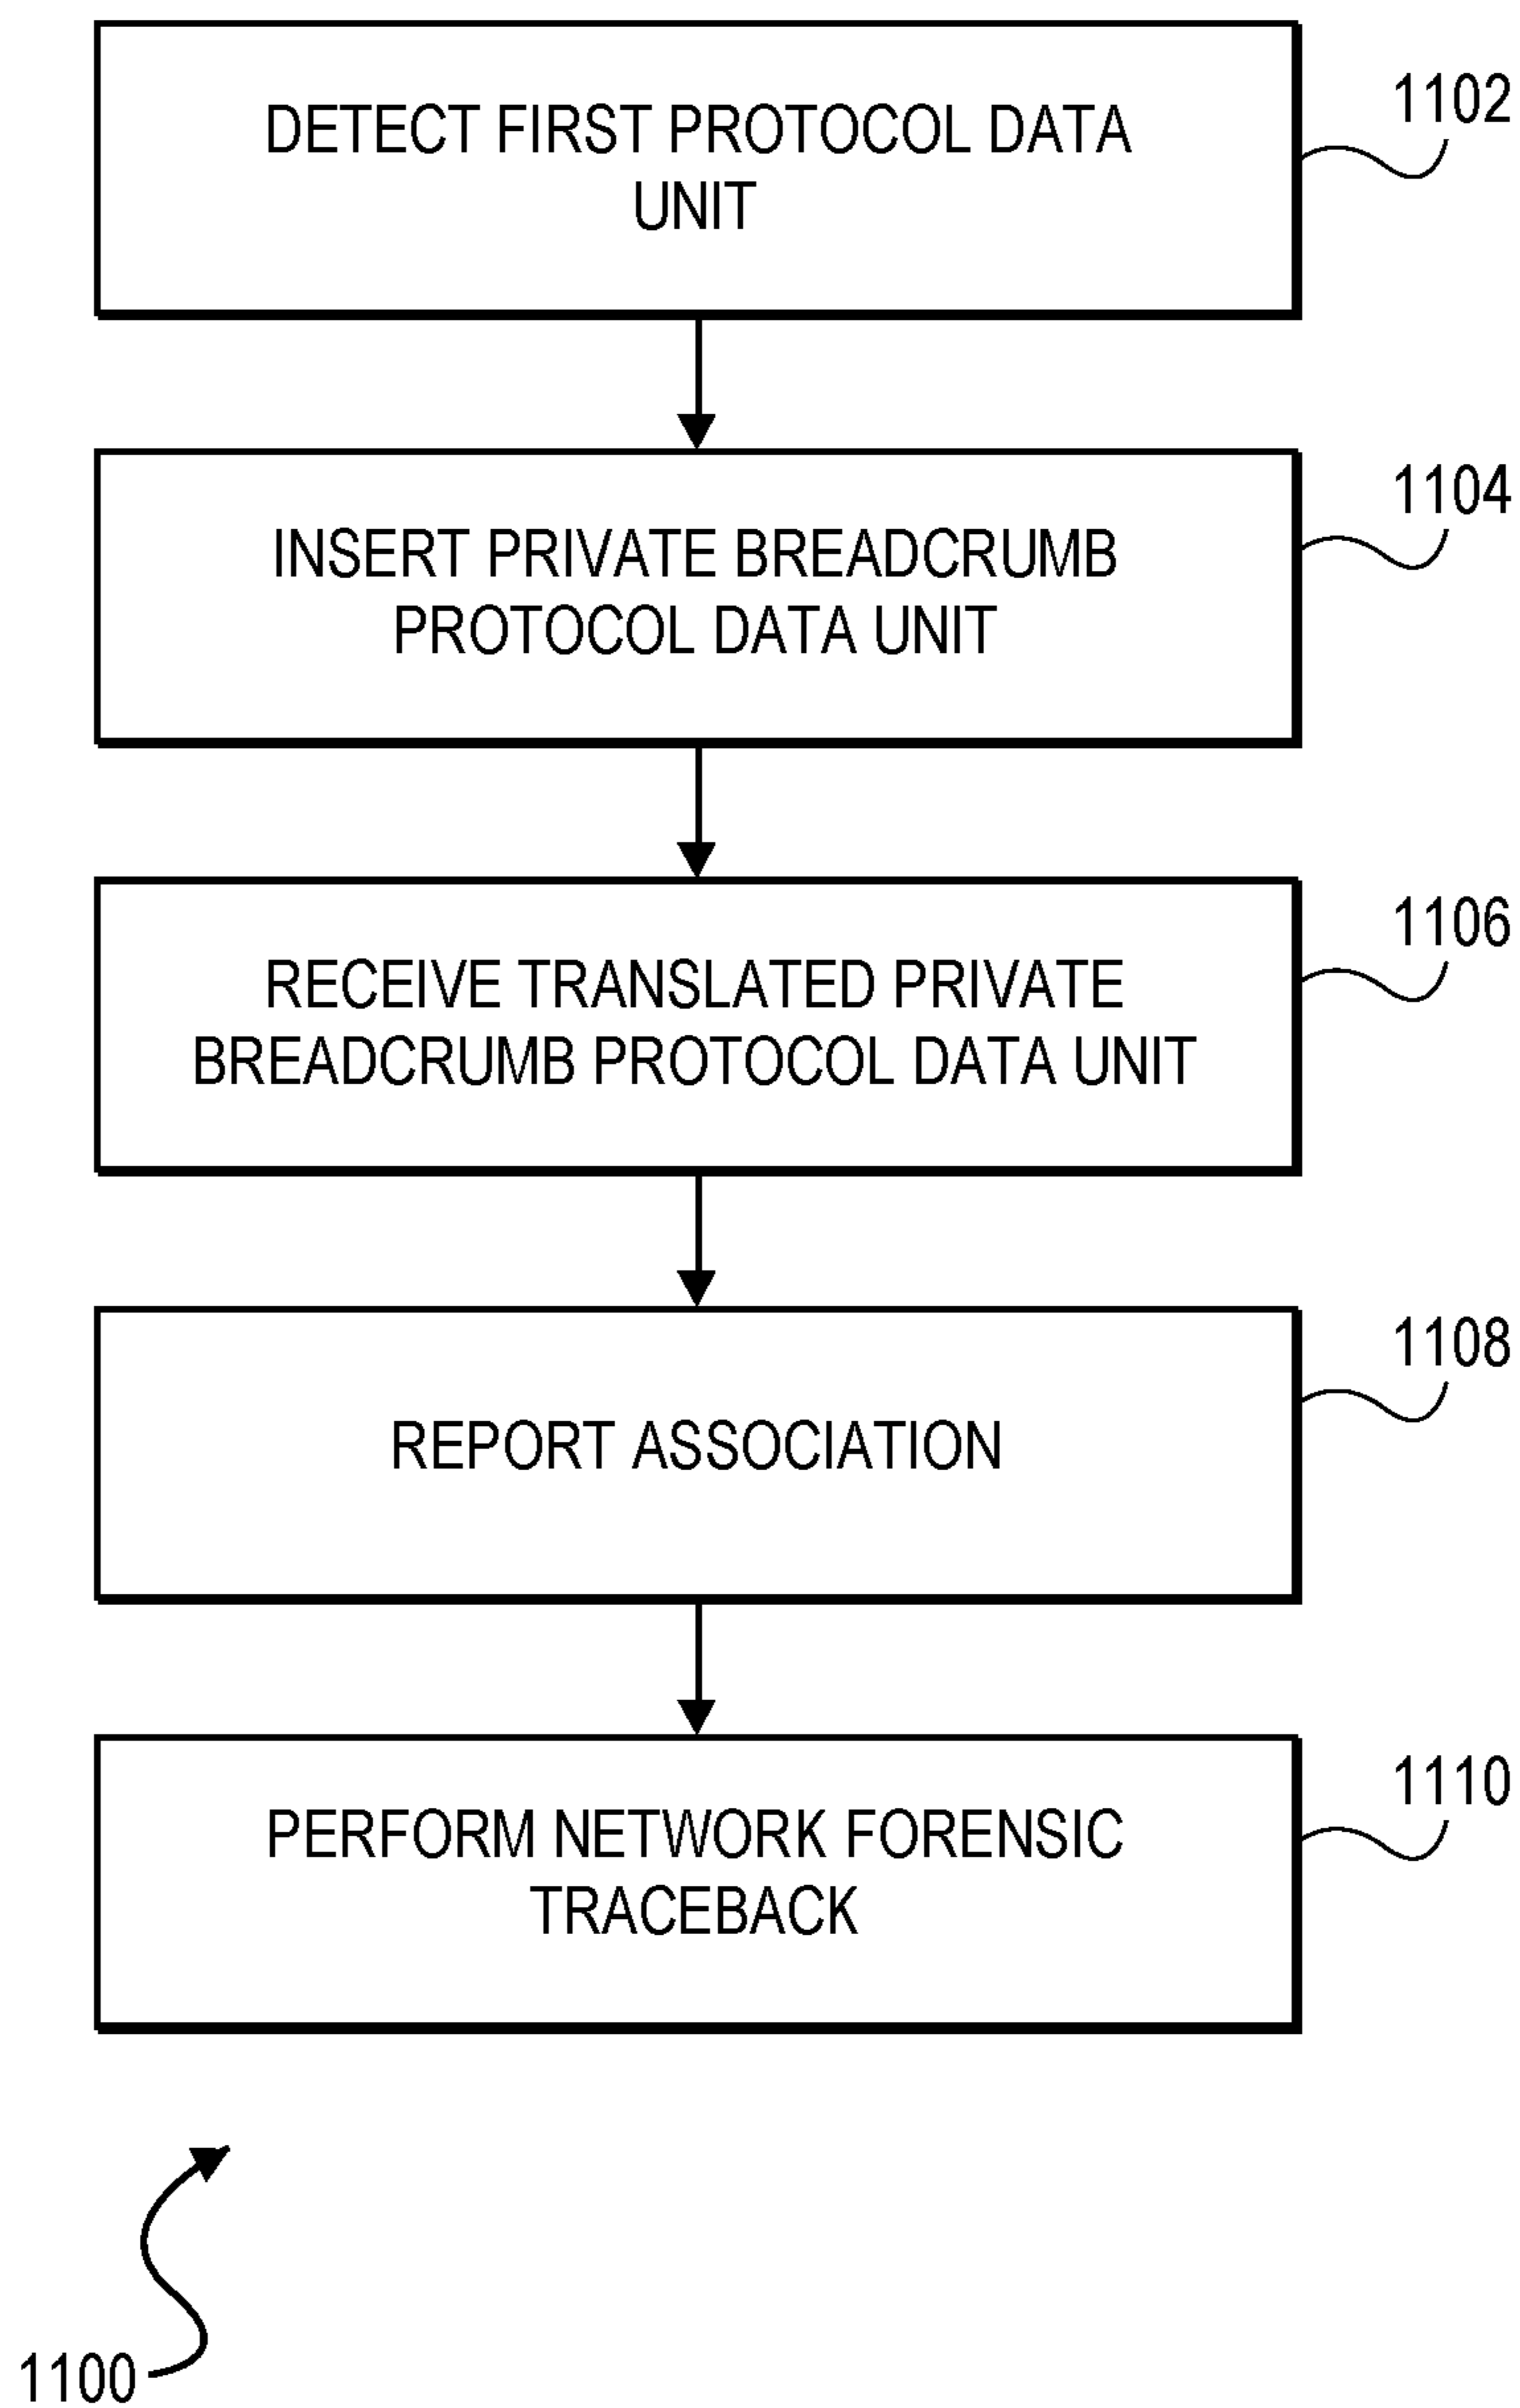 DETECT FIRST PROTOCOL DATA
UNIT
1102
INSERT PRIVATE BREADCRUMB
PROTOCOL DATA UNIT
1104
RECEIVE TRANSLATED PRIVATE
BREADCRUMB PROTOCOL DATA UNIT
1106
REPORT ASSOCIATION
1108
PERFORM NETWORK FORENSIC
TRACEBACK
1110
1100